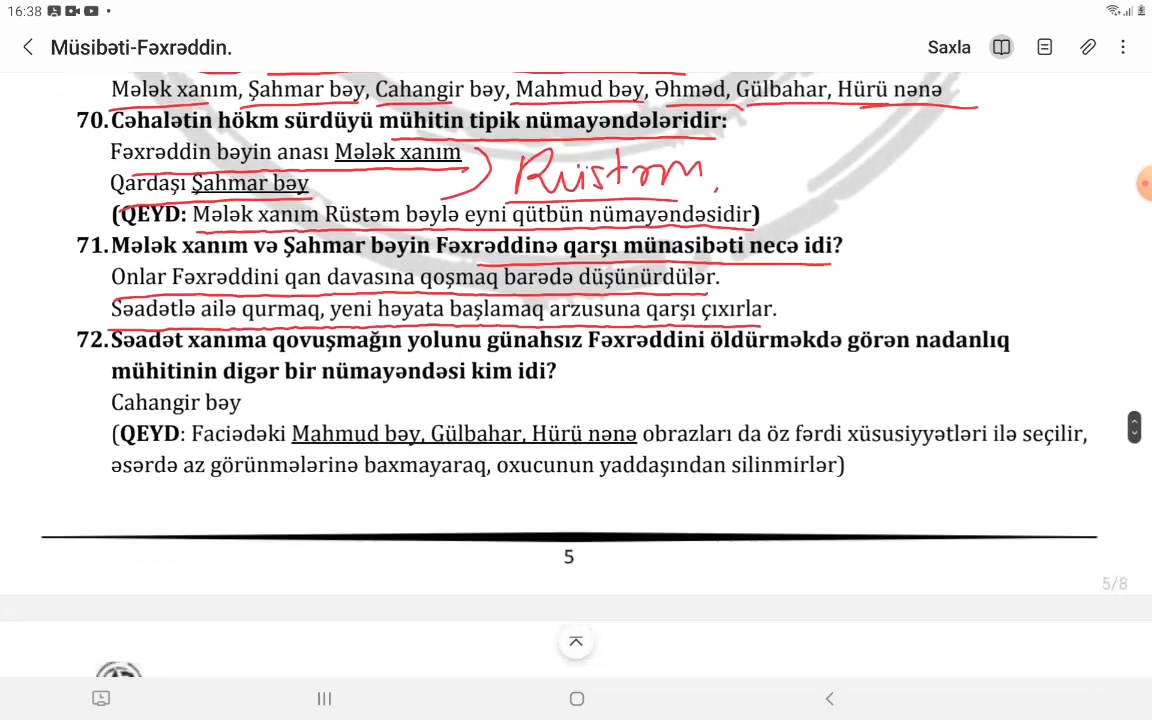 16:38
Müsibəti-Fəxrəddin.
Saxla
Mələk xanım, Şahmar bəy, Cahangir bəy, Mahmud bəy, Əhməd, Gülbahar, Hürü nənə
70.Cəhalətin hökm sürdüyü mühitin tipik nümayəndələridir:
Fəxrəddin bəyin anası Mələk xanım
Qardaşı Şahmar bəy
Rüstəm.
(QEYD: Mələk xanım Rüstəm bəylə eyni qütbün nümayəndəsidir)
71.Mələk xanım və Şahmar bəyin Fəxrəddinə qarşı münasibəti necə idi?
Onlar Fəxrəddini qan davasına qoşmaq barədə düşünürdülər.
Səadətlə ailə qurmaq, yeni həyata başlamaq arzusuna qarşı çıxırlar.
72.Səadət xanıma qovuşmağın yolunu günahsız Fəxrəddini öldürməkdə görən nadanlıq
mühitinin digər bir nümayəndəsi kim idi?
Cahangir bəy
(QEYD: Faciədəki Mahmud bəy, Gülbahar, Hürü nənə obrazları da öz fərdi xüsusiyyətləri ilə seçilir,
əsərdə az görünmələrinə baxmayaraq, oxucunun yaddaşından silinmirlər)
5
5/8